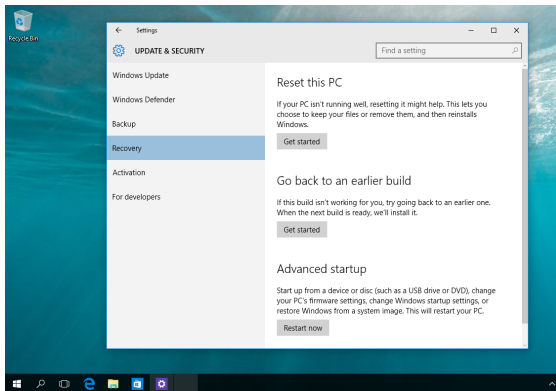 Recycle Bin
Settings
UPDATE & SECURITY
Find a setting
Windows Update
Windows Defender
Backup
Recovery
Activation
For developers
Reset this PC
If your PC isn't running well, resetting it might help. This lets you
choose to keep your files or remove them, and then reinstalls
Windows.
Get started
Go back to an earlier build
If this build isn't working for you, try going back to an earlier one.
When the next build is ready, we'll install it.
Get started
Advanced startup
Start up from a device or disc (such as a USB drive or DVD), change
your PC's firmware settings, change Windows startup settings, or
restore Windows from a system image. This will restart your PC.
Restart now